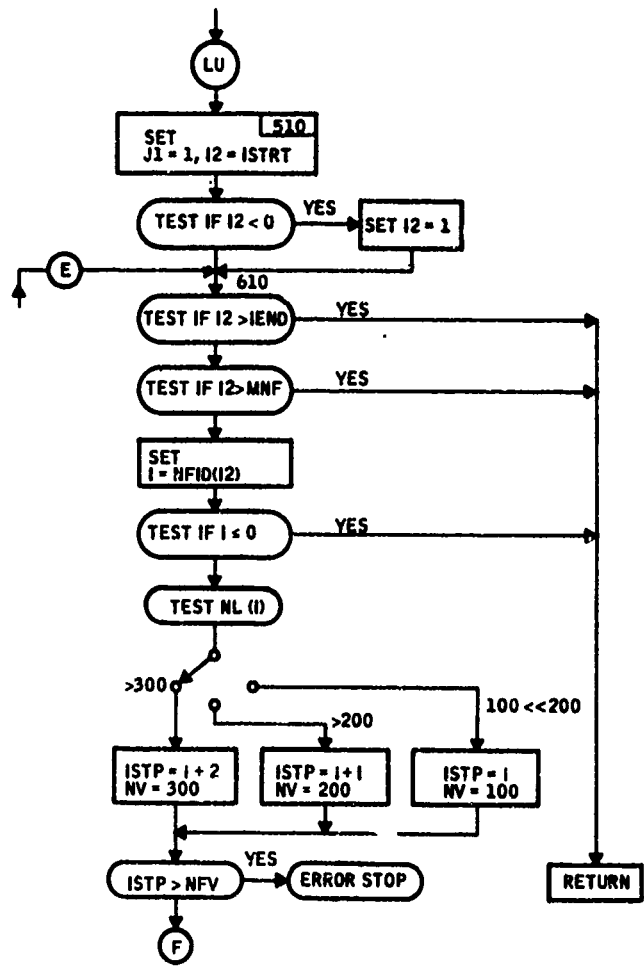 LU
510
SET
J1 = 1, I2 = ISTRT
TEST IF I2 < 0
YES
SET I2 = 1
E
610
TEST IF I2 > IEND
YES
TEST IF I2 > MNF
YES
SET
I = NFID(I2)
TEST IF I ≤ 0
YES
TEST NL (I)
>300
>200
100 <<200
ISTP = I + 2
NV = 300
ISTP = I + I
NV = 200
ISTP = I
NV = 100
ISTP > NFV
YES
ERROR STOP
RETURN
F